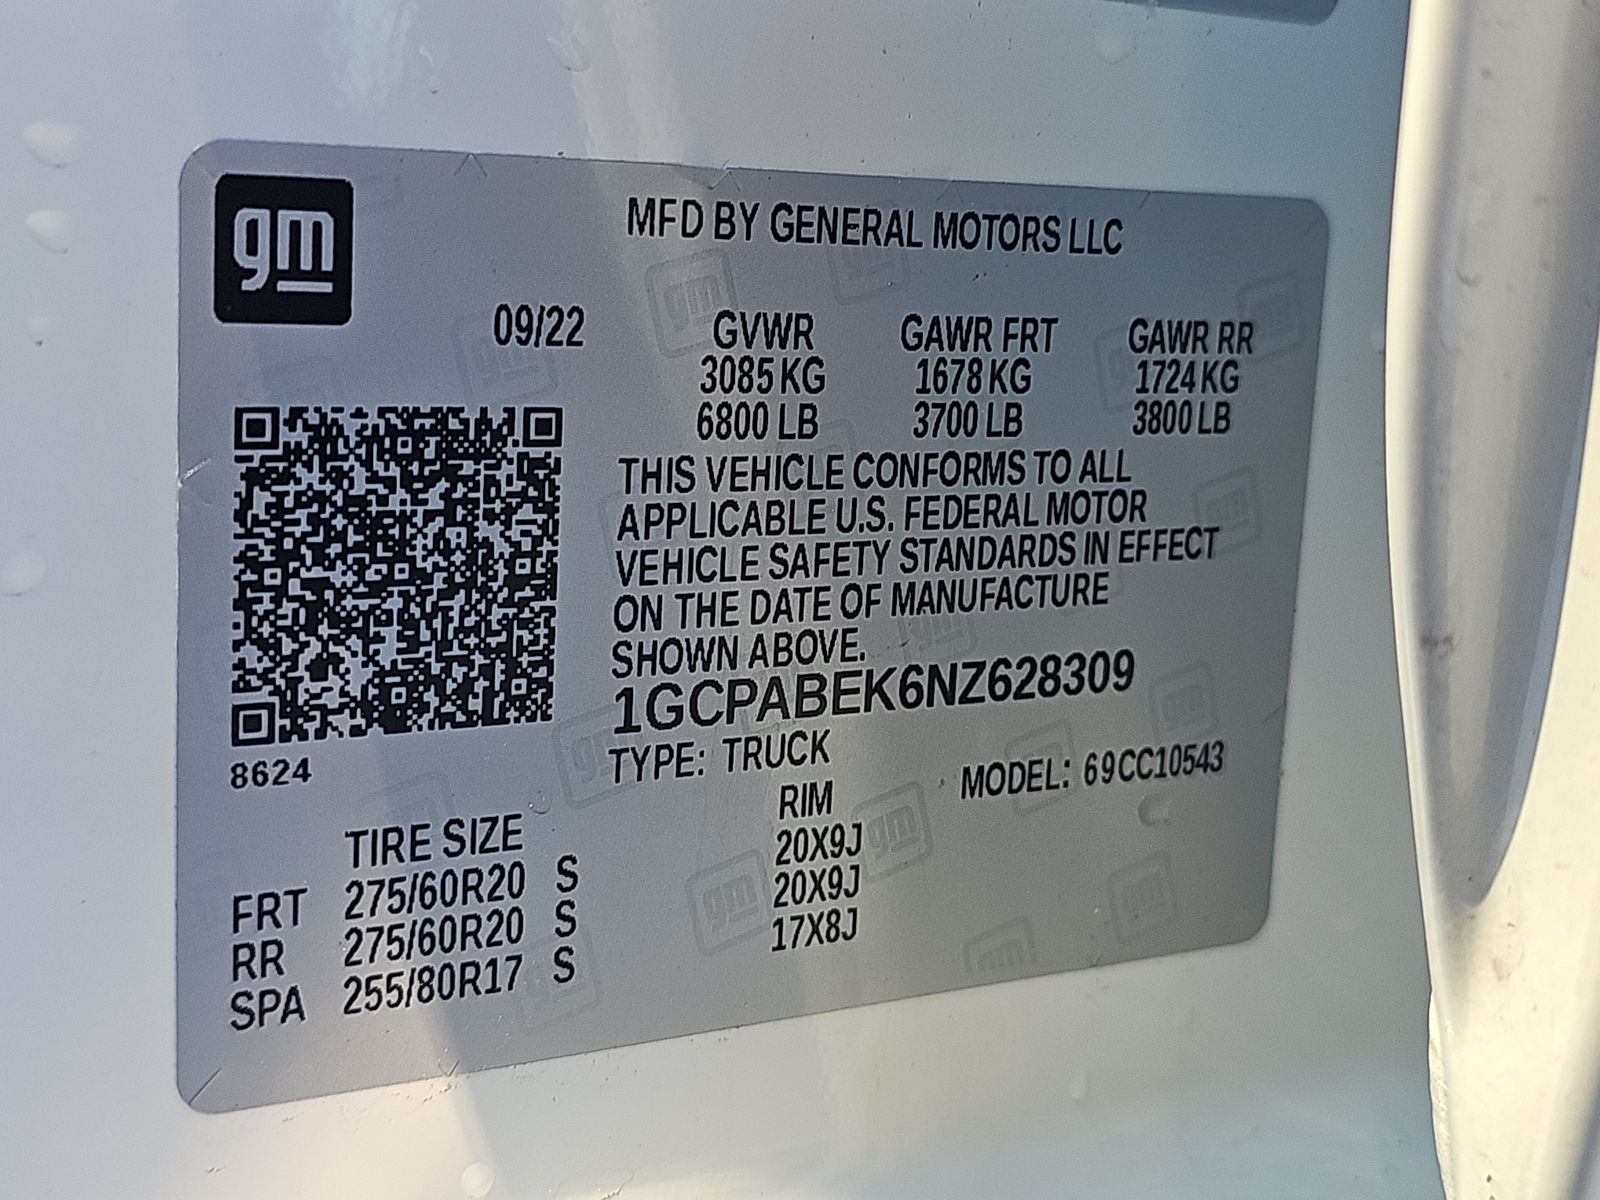 gm
MFD BY GENERAL MOTORS LLC
09/22 GVWR GAWR FRT GAWR RR
3085 KG 1678 KG 1724 KG
6800 LB 3700 LB 3800 LB
THIS VEHICLE CONFORMS TO ALL
APPLICABLE U.S. FEDERAL MOTOR
VEHICLE SAFETY STANDARDS IN EFFECT
ON THE DATE OF MANUFACTURE
SHOWN ABOVE.
1GCPABEK6NZ628309
TYPE: TRUCK MODEL: 69CC10543
8624
TIRE SIZE RIM
FRT 275/60R20 S 20X9J
RR 275/60R20 S 20X9J
SPA 255/80R17 S 17X8J